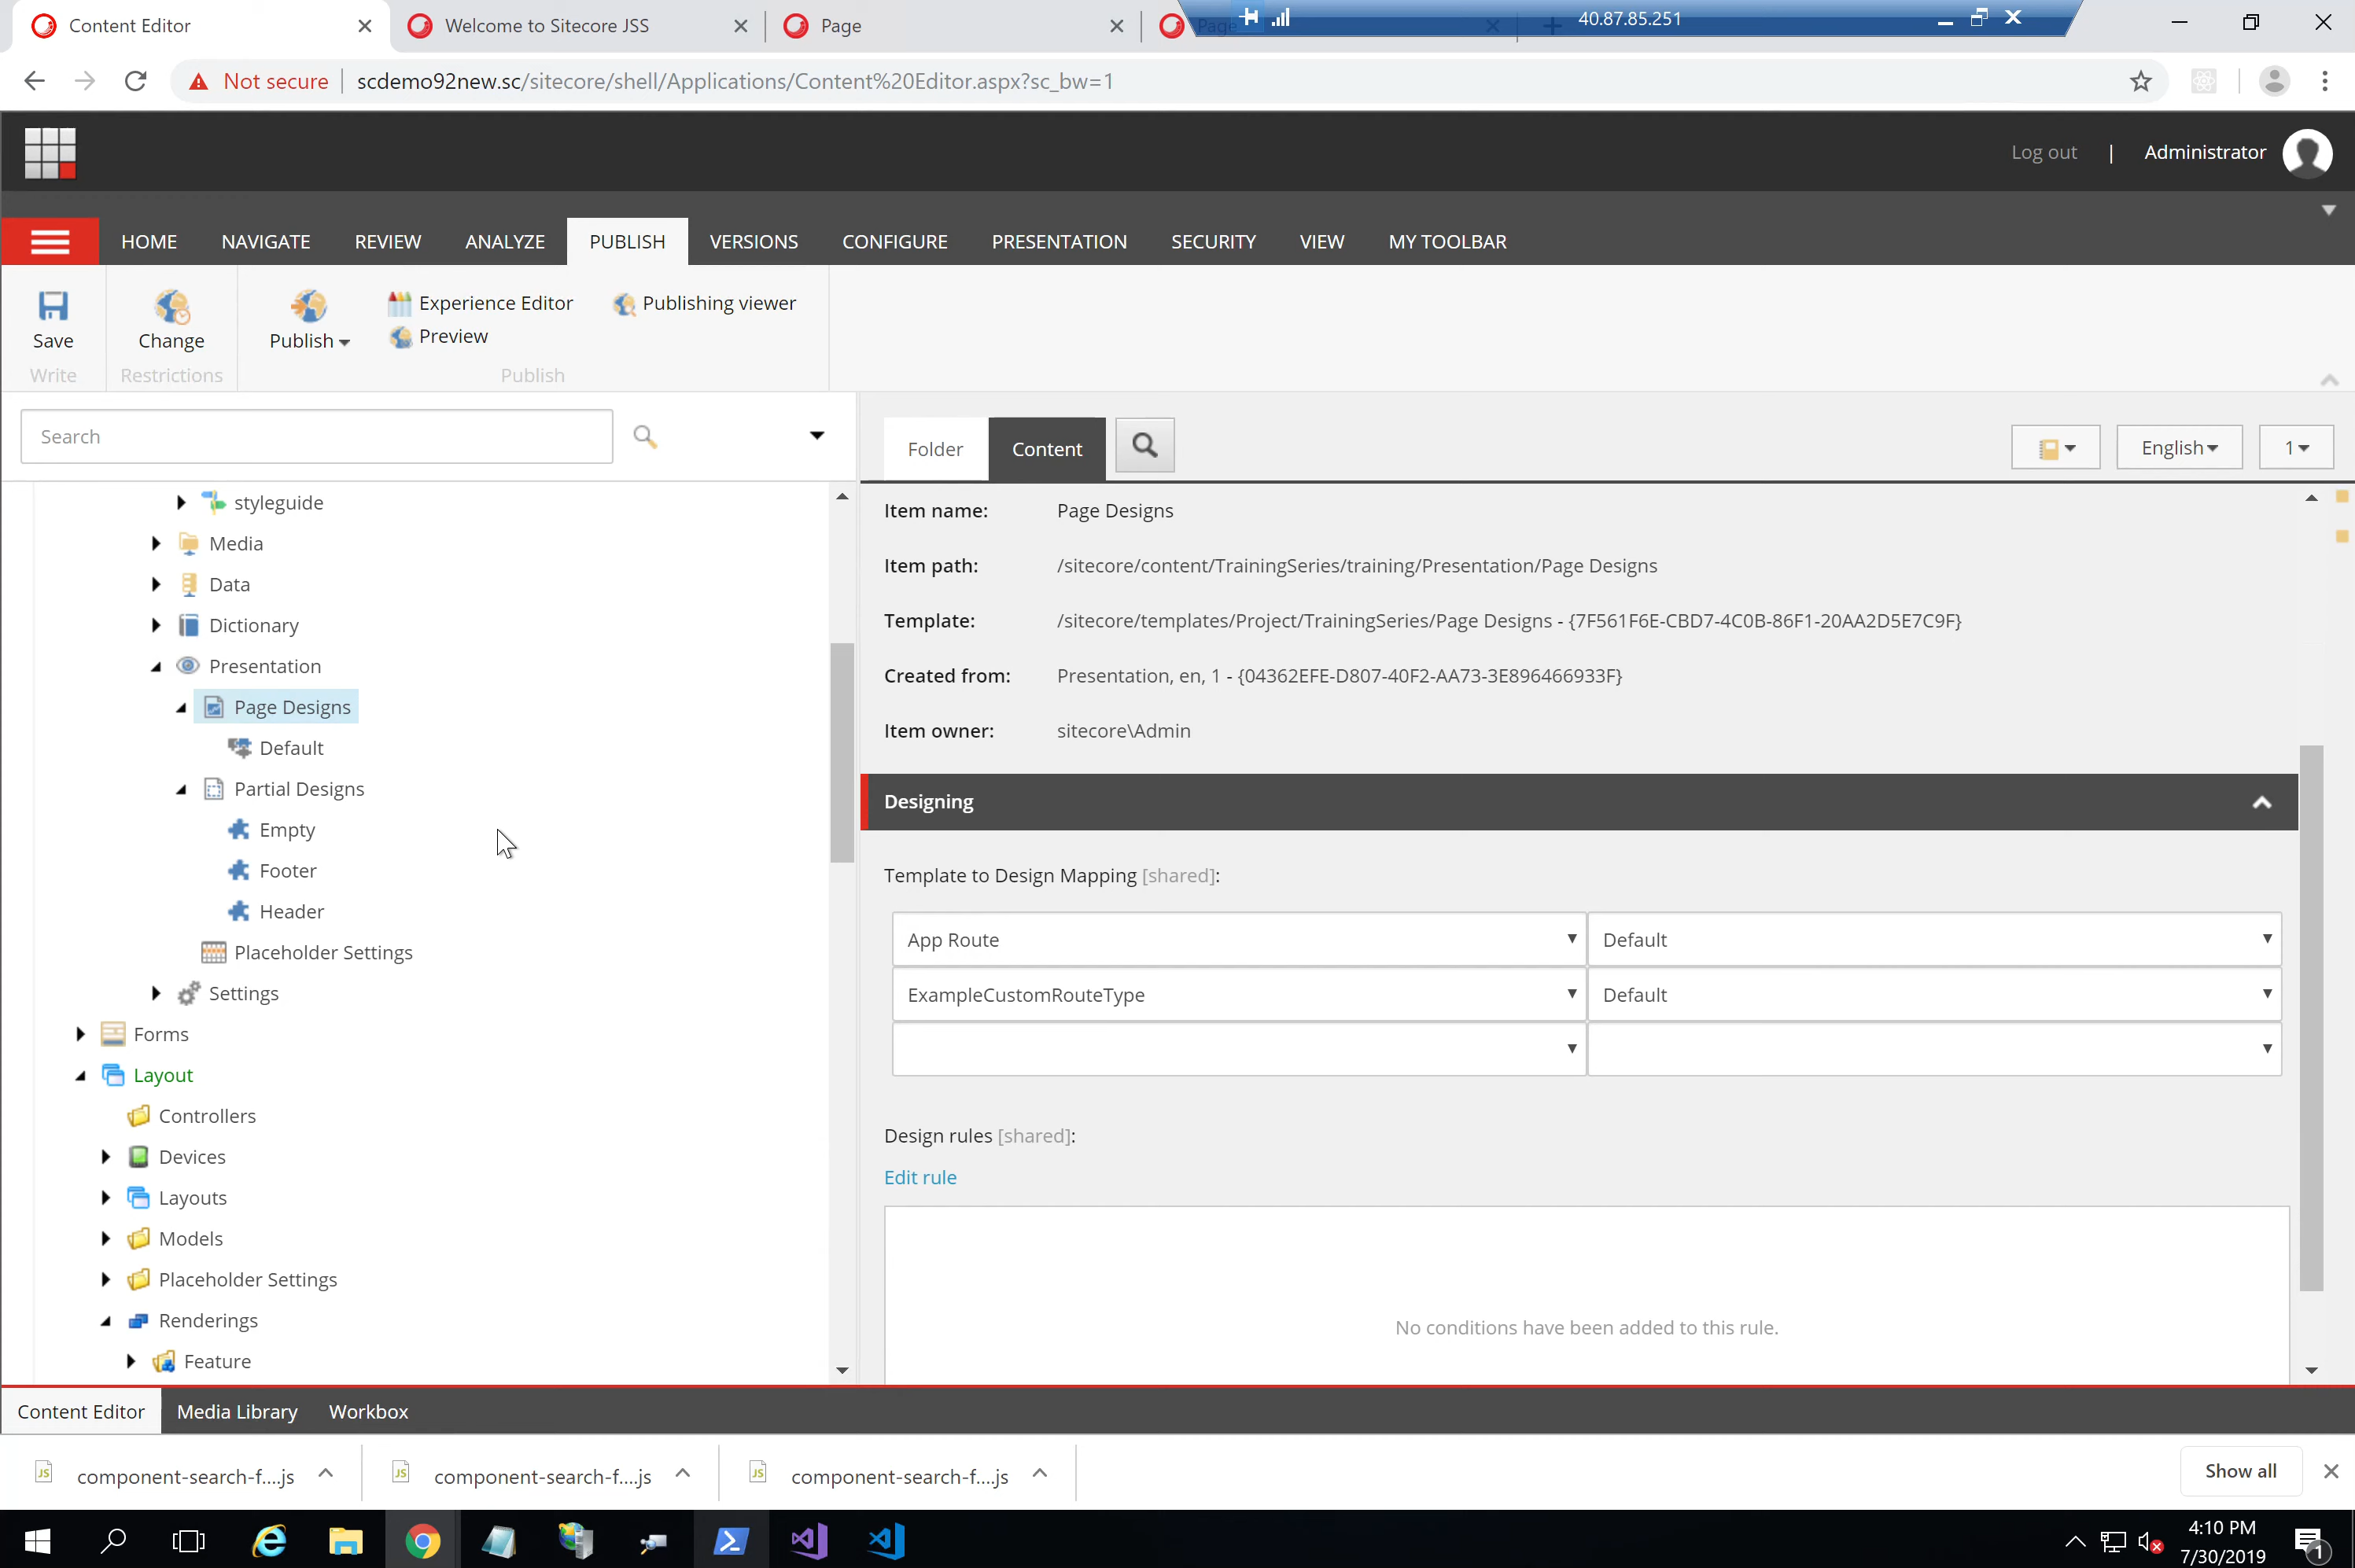 Content Editor
Welcome to Sitecore JSS
Page
Page
40.87.85.251
Not secure
scdemo92new.sc/sitecore/shell/Applications/Content%20Editor.aspx?sc_bw=1
Log out | Administrator
HOME NAVIGATE REVIEW ANALYZE PUBLISH VERSIONS CONFIGURE PRESENTATION SECURITY VIEW MY TOOLBAR
Save
Write
Change
Restrictions
Publish
Experience Editor
Preview
Publishing viewer
Publish
Search
styleguide
Media
Data
Dictionary
Presentation
Page Designs
Default
Partial Designs
Empty
Footer
Header
Placeholder Settings
Settings
Forms
Layout
Controllers
Devices
Layouts
Models
Placeholder Settings
Renderings
Feature
Folder Content
English 1
Item name: Page Designs
Item path: /sitecore/content/TrainingSeries/training/Presentation/Page Designs
Template: /sitecore/templates/Project/TrainingSeries/Page Designs - {7F561F6E-CBD7-4C0B-86F1-20AA2D5E7C9F}
Created from: Presentation, en, 1 - {04362EFE-D807-40F2-AA73-3E896466933F}
Item owner: sitecore\Admin
Designing
Template to Design Mapping [shared]:
App Route Default
ExampleCustomRouteType Default
Design rules [shared]:
Edit rule
No conditions have been added to this rule.
Content Editor Media Library Workbox
component-search-f....js
component-search-f....js
component-search-f....js
Show all
4:10 PM
7/30/2019
1